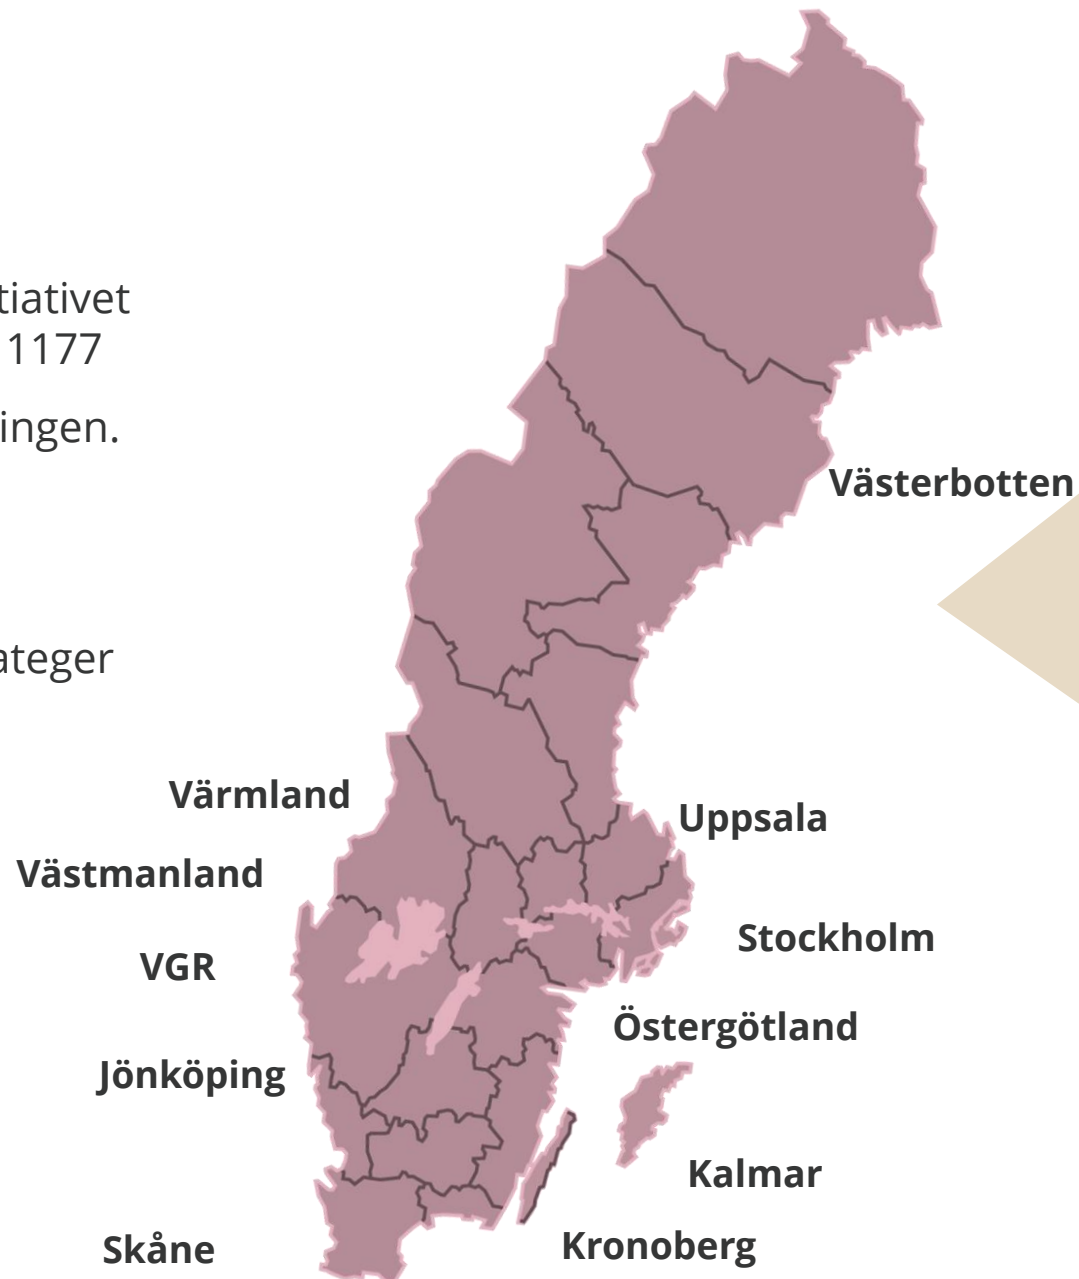 tiativet
1177
ingen.
ateger
Västerbotten
Värmland
Uppsala
Västmanland
Stockholm
VGR
Östergötland
Jönköping
Kalmar
Skåne
Kronoberg